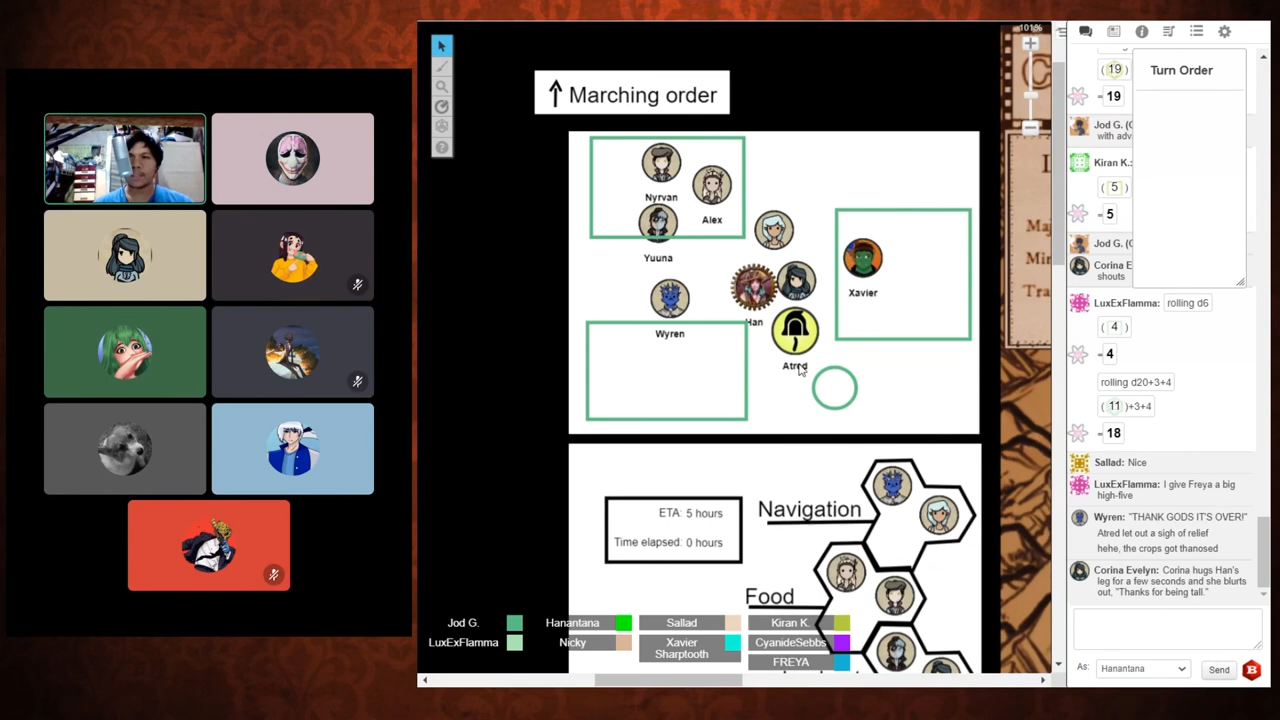 101%
↑ Marching order
Nyrvan
Alex
Yuuna
Xavier
Han
Wyren
Atred
ETA: 5 hours
Time elapsed: 0 hours
Navigation
Food
Jod G.
Hanantana
Sallad
Kiran K.
LuxExFlamma
Nicky
Xavier
Sharptooth
CyanideSebbs
FREYA
(19)
=19
Turn Order
Jod G. (
with adv
Kiran K.:
(5)
=5
Jod G. (
Corina E
shouts
LuxExFlamma: rolling d6
(4)
=4
rolling d20+3+4
(11)+3+4
=18
Sallad: Nice
LuxExFlamma: I give Freya a big
high-five
Wyren: "THANK GODS IT'S OVER!"
Atred let out a sigh of relief
hehe, the crops got thanosed
Corina Evelyn: Corina hugs Han's
leg for a few seconds and she blurts
out, "Thanks for being tall."
As: Hanantana
Send